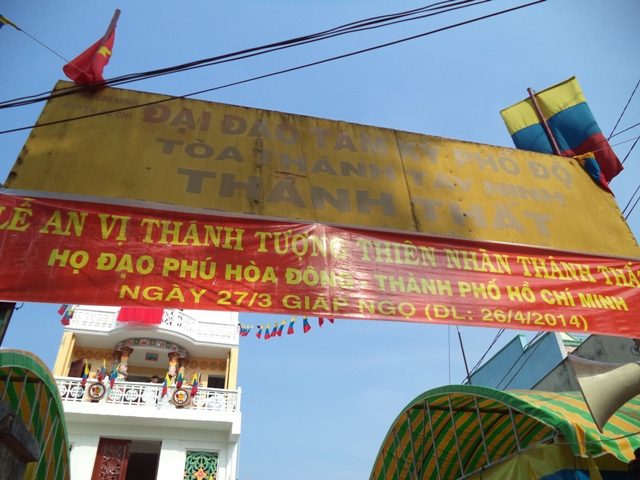 ĐẠI ĐẠO TAM KỲ PHỔ ĐỘ
TÒA THÁNH TÂY NINH
THÁNH THẤT
LỄ AN VỊ THÁNH TƯỢNG THIÊN NHÃN THÁNH THẤ
HỌ ĐẠO PHÚ HÒA ĐÔNG - THÀNH PHỐ HỒ CHÍ MINH
NGÀY 27/3 GIÁP NGỌ (DL: 26/4/2014)